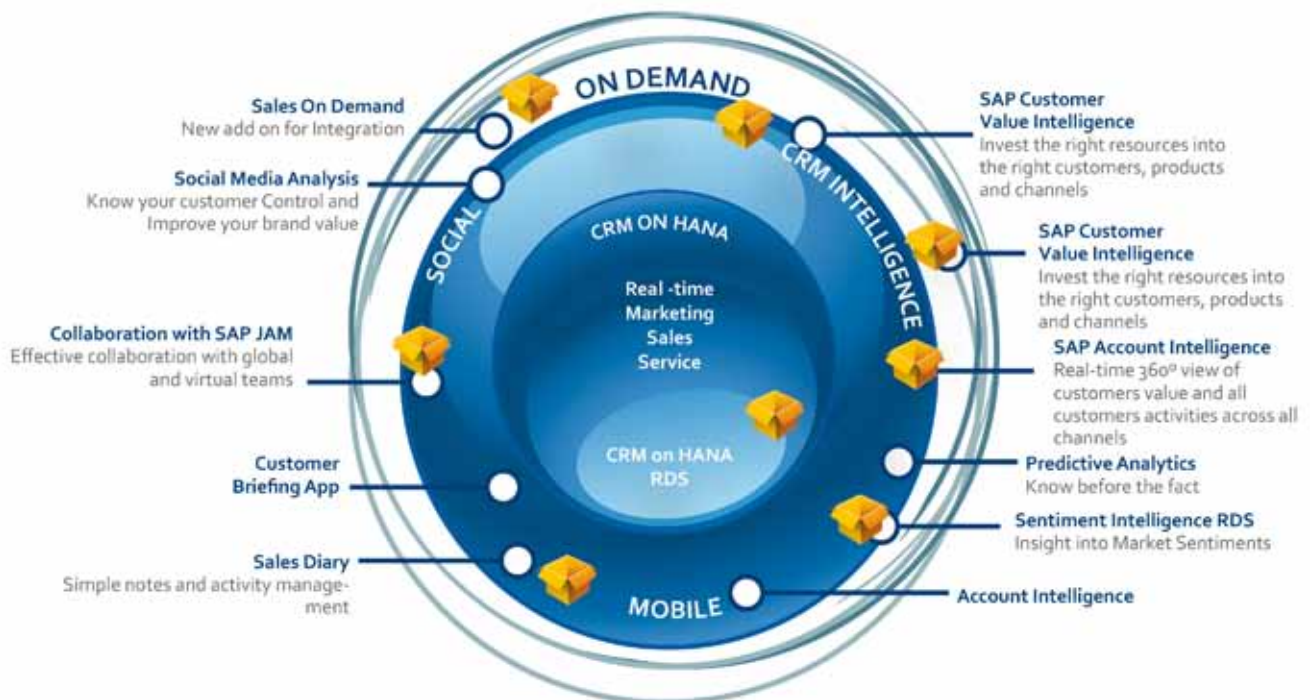 ON DEMAND
Sales On Demand
New add on for Integration
Social Media Analysis
Know your customer Control and
Improve your brand value
Collaboration with SAP JAM
Effective collaboration with global
and virtual teams
Customer
Briefing App
Sales Diary
Simple notes and activity manage-
ment
SOCIAL
CRM ON HANA
Real -time
Marketing
Sales
Service
CRM on HANA
RDS
MOBILE
CRM INTELLIGENCE
SAP Customer
Value Intelligence
Invest the right resources into
the right customers, products
and channels
SAP Customer
Value Intelligence
Invest the right resources into
the right customers, products
and channels
SAP Account Intelligence
Real-time 360º view of
customers value and all
customers activities across all
channels
Predictive Analytics
Know before the fact
Sentiment Intelligence RDS
Insight into Market Sentiments
Account Intelligence